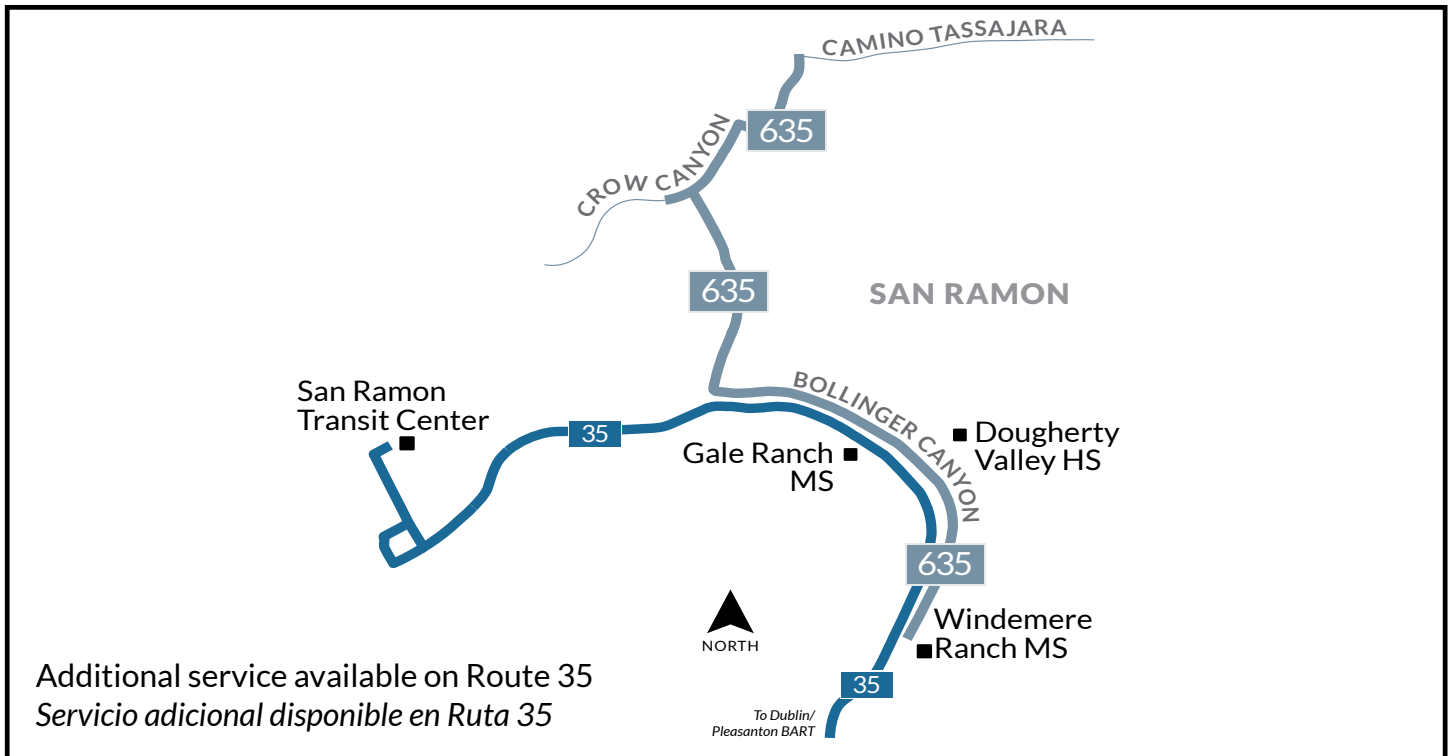 CAMINO TASSAJARA
635
CROW CANYON
635
SAN RAMON
San Ramon
Transit Center
BOLLINGER CANYON
35
Gale Ranch
MS
Dougherty
Valley HS
635
NORTH
Windemere
Ranch MS
35
To Dublin/
Pleasanton BART
Additional service available on Route 35
Servicio adicional disponible en Ruta 35